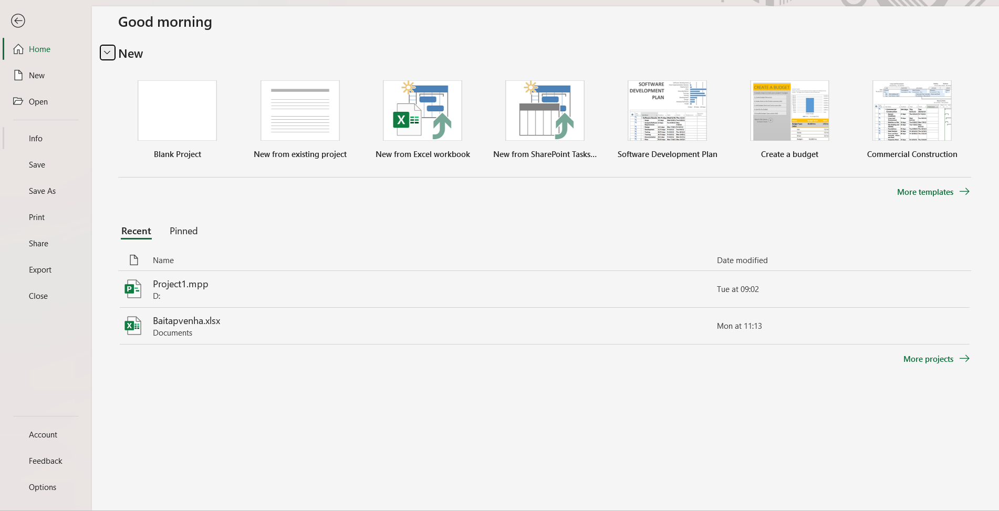 Good morning
Home
New
Open
Info
Save
Save As
Print
Share
Export
Close
Account
Feedback
Options
New
SOFTWARE
DEVELOPMENT
PLAN
CREATE A BUDGET
Blank Project
New from existing project
New from Excel workbook
New from SharePoint Tasks...
Software Development Plan
Create a budget
Commercial Construction
More templates
Recent Pinned
Name Date modified
Project1.mpp
D:
Tue at 09:02
Baitapvenha.xlsx
Documents
Mon at 11:13
More projects